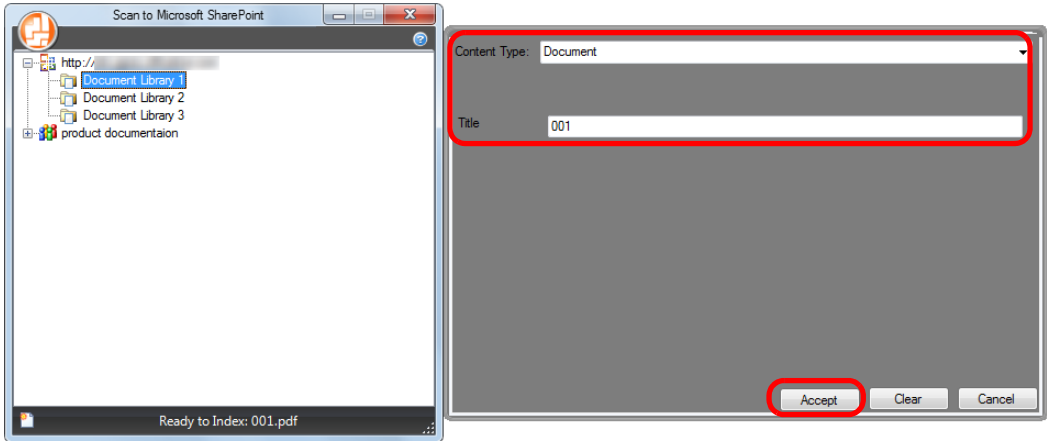 Scan to Microsoft SharePoint
http://
Document Library 1
Document Library 2
Document Library 3
product documentaion
Ready to Index: 001.pdf
Content Type: Document
Title 001
Accept Clear Cancel